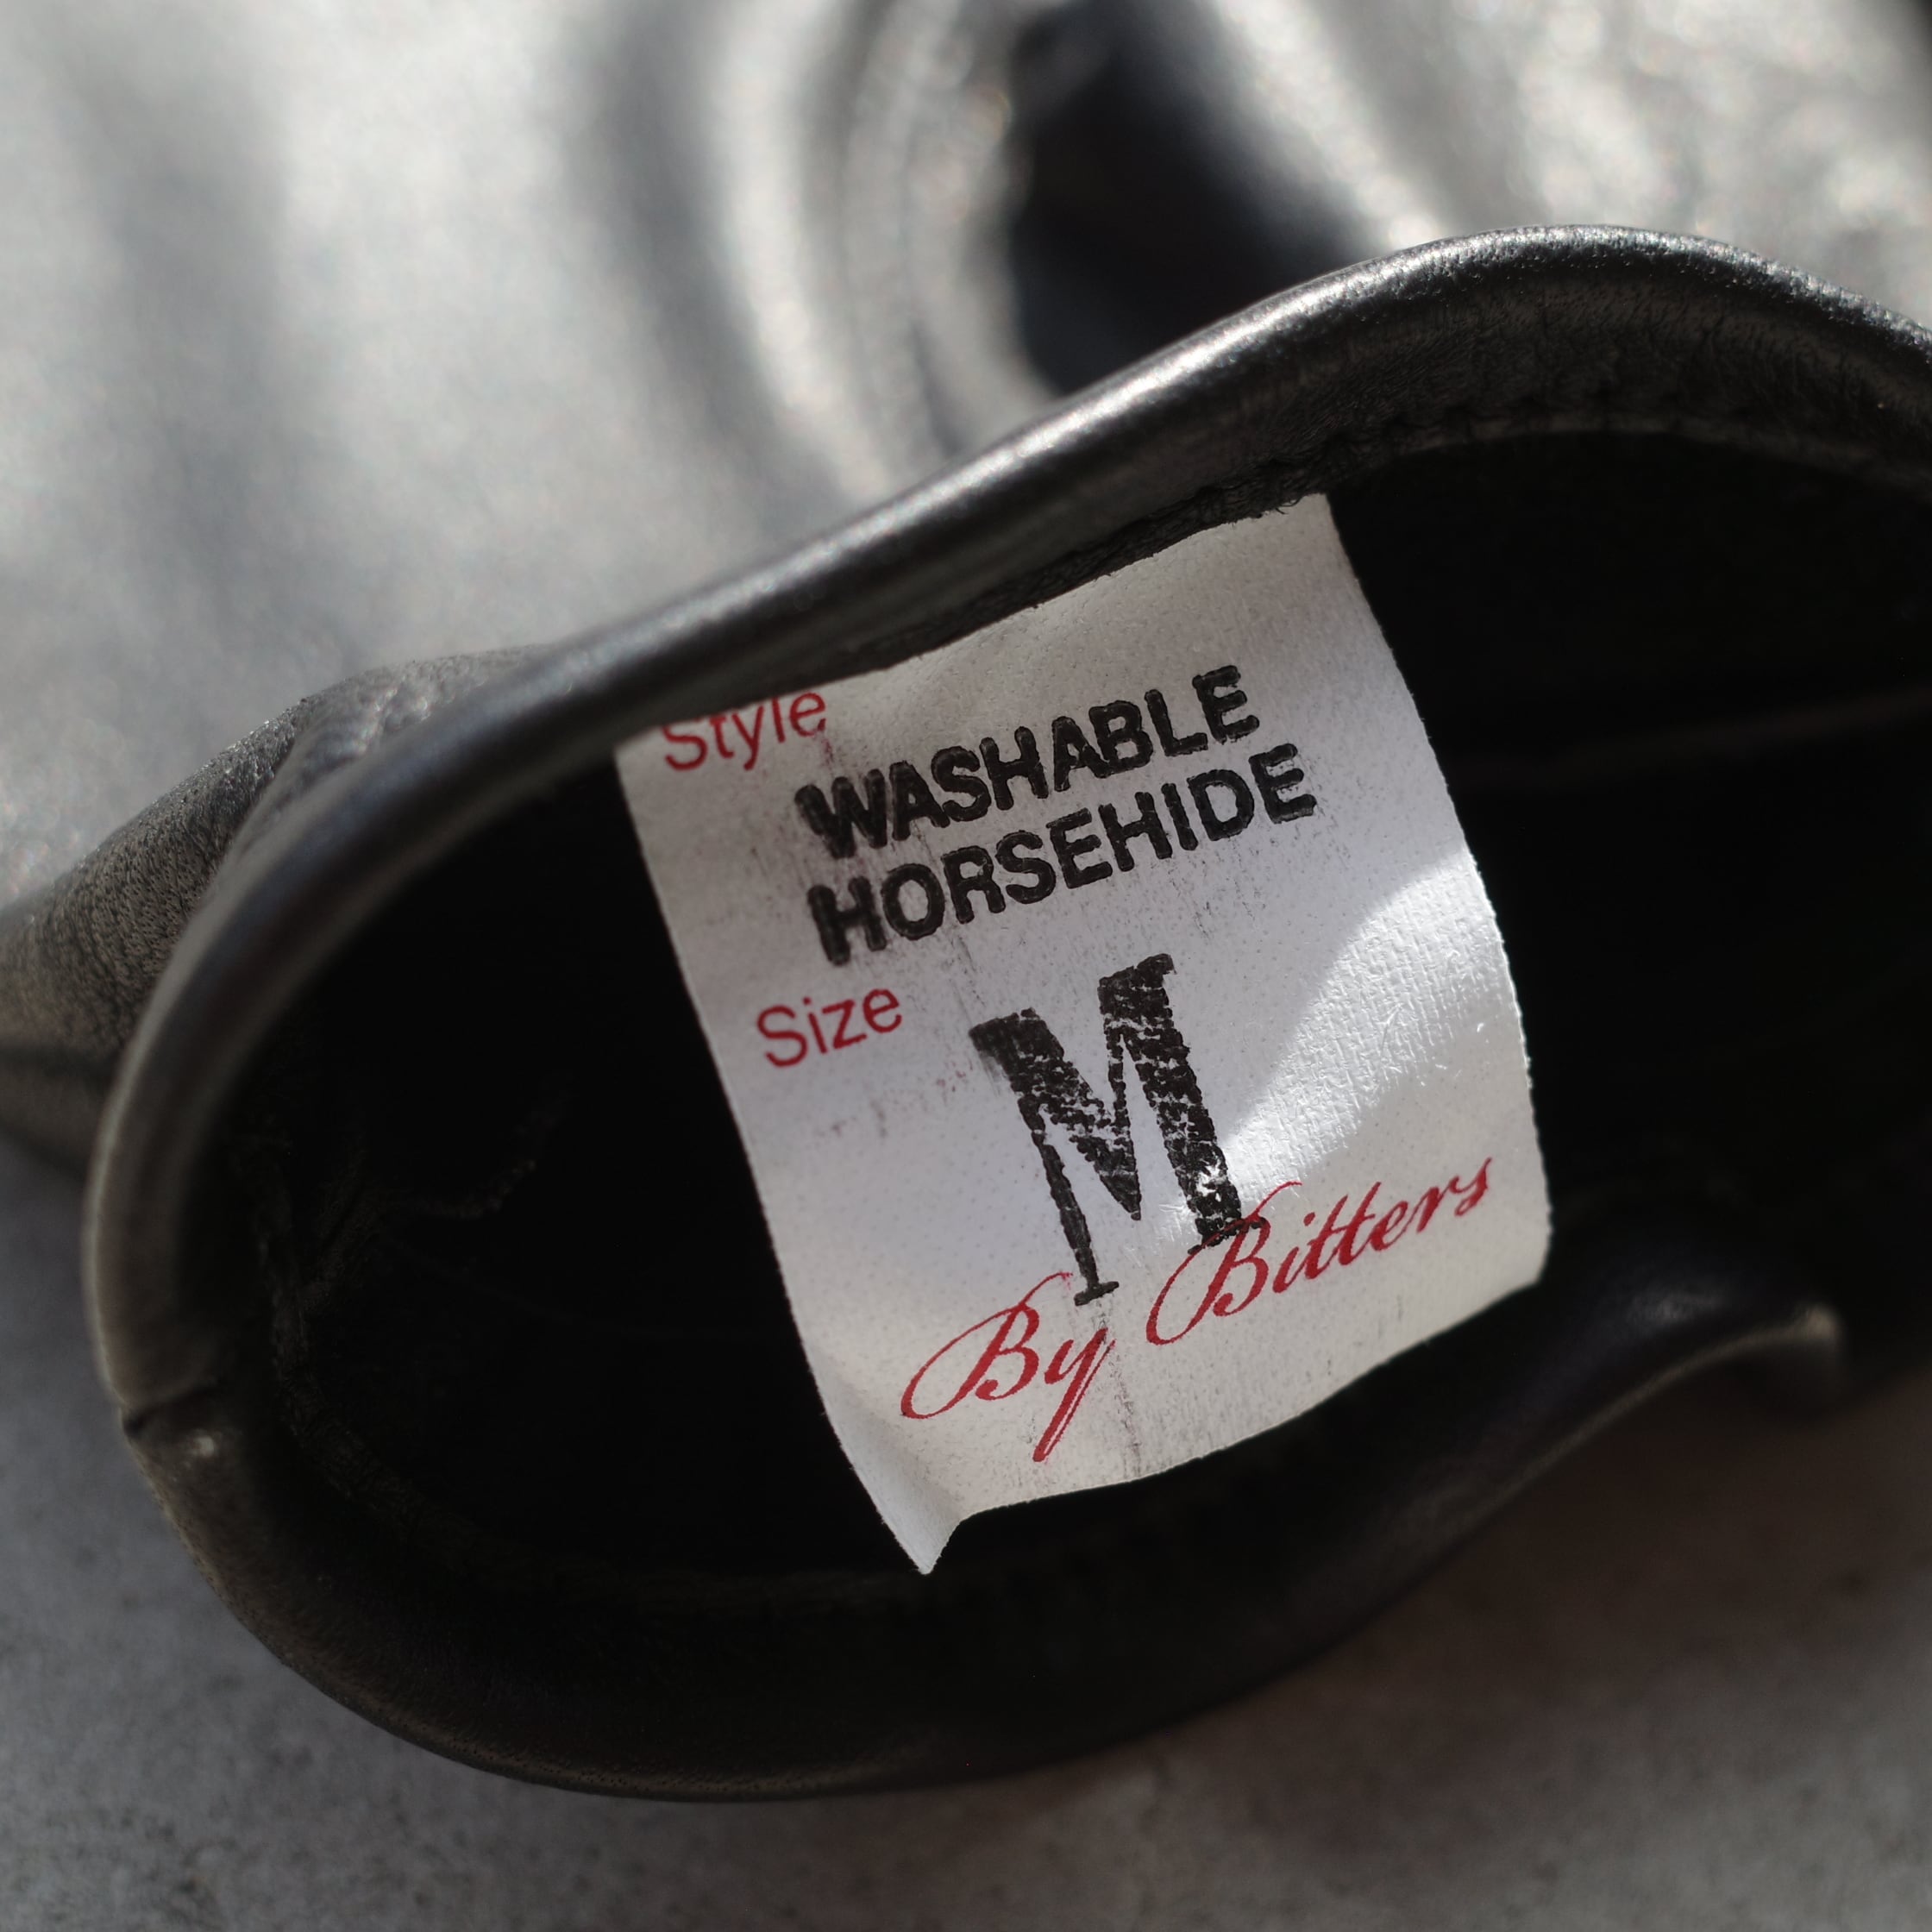 Style
WASHABLE
HORSEHIDE
Size
M
By Bitters